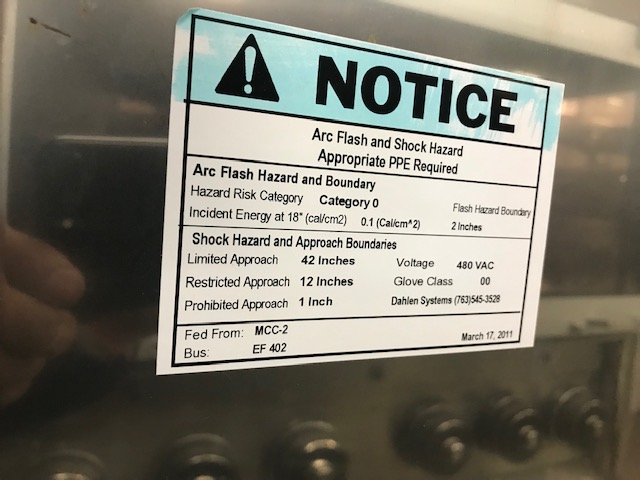 NOTICE
Arc Flash and Shock Hazard
Appropriate PPE Required
Arc Flash Hazard and Boundary
Hazard Risk Category Category 0 Flash Hazard Boundary
Incident Energy at 18" (cal/cm2) 0.1 (Cal/cm^2) 2 Inches
Shock Hazard and Approach Boundaries
Limited Approach 42 Inches Voltage 480 VAC
Restricted Approach 12 Inches Glove Class 00
Prohibited Approach 1 Inch Dahlen Systems (763)545-3528
Fed From: MCC-2 March 17, 2011
Bus: EF 402